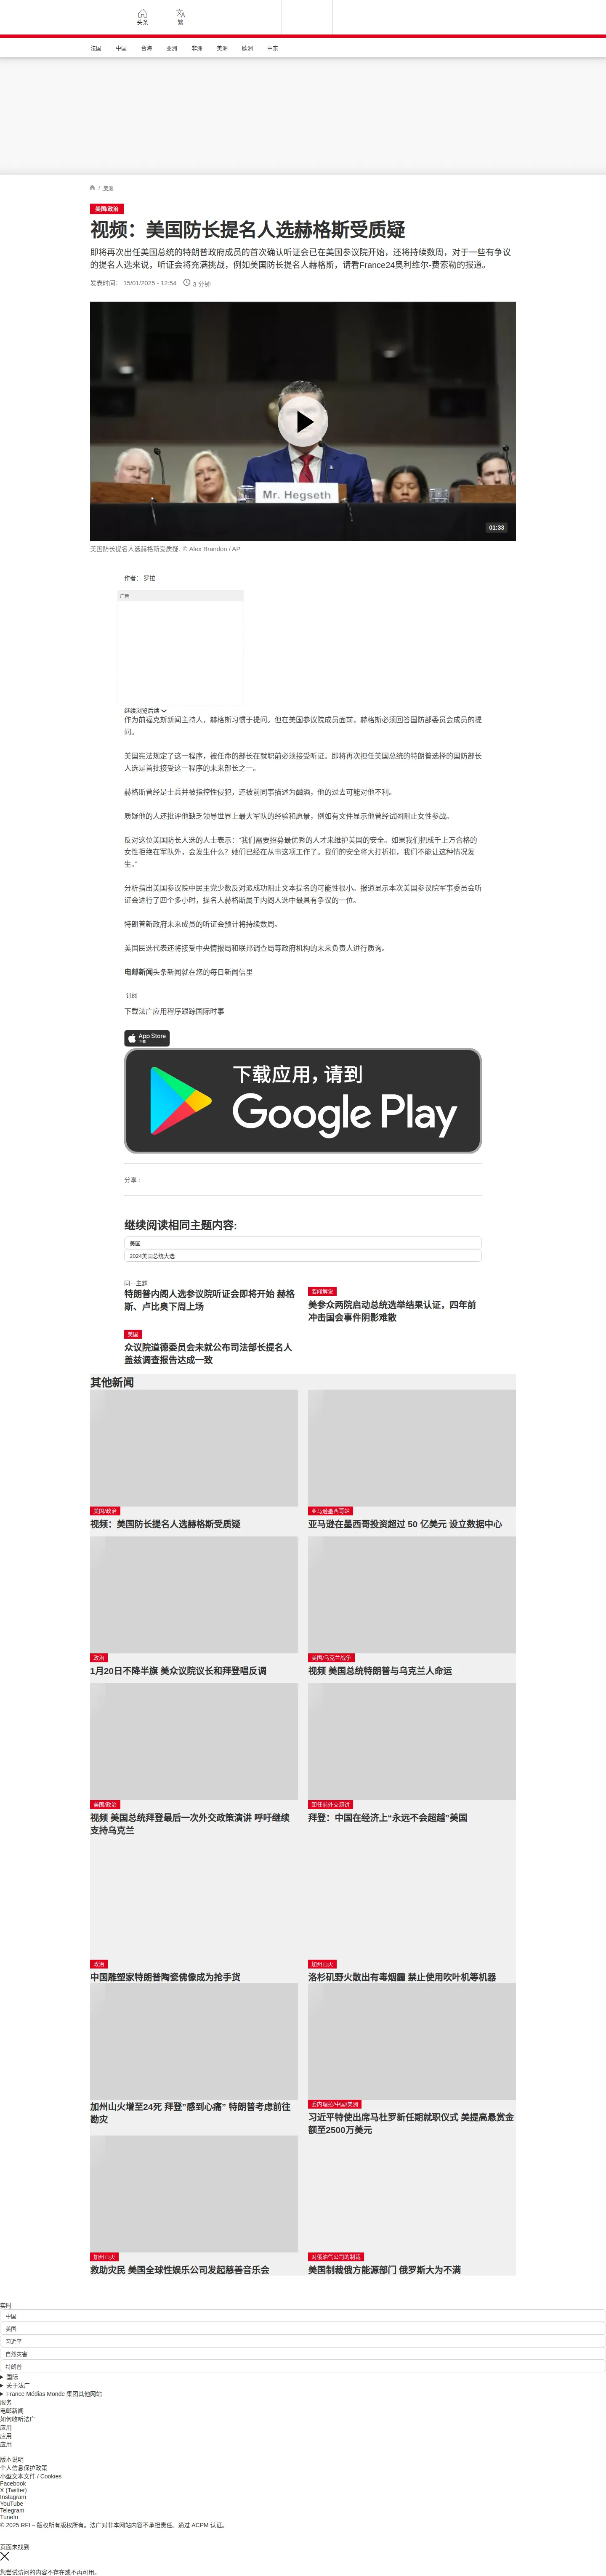 头条
繁
法国 中国 台海 亚洲 非洲 美洲 欧洲 中东
/ 美洲
美国/政治
视频：美国防长提名人选赫格斯受质疑
即将再次出任美国总统的特朗普政府成员的首次确认听证会已在美国参议院开始，还将持续数周，对于一些有争议
的提名人选来说，听证会将充满挑战，例如美国防长提名人赫格斯，请看France24奥利维尔-费索勒的报道。
发表时间： 15/01/2025 - 12:54 3 分钟
Mr. Hegseth
01:33
美国防长提名人选赫格斯受质疑. © Alex Brandon / AP
作者： 罗拉
广告
继续浏览后续
作为前福克斯新闻主持人，赫格斯习惯于提问。但在美国参议院成员面前，赫格斯必须回答国防部委员会成员的提
问。
美国宪法规定了这一程序，被任命的部长在就职前必须接受听证。即将再次担任美国总统的特朗普选择的国防部长
人选是首批接受这一程序的未来部长之一。
赫格斯曾经是士兵并被指控性侵犯，还被前同事描述为酗酒，他的过去可能对他不利。
质疑他的人还批评他缺乏领导世界上最大军队的经验和愿景，例如有文件显示他曾经试图阻止女性参战。
反对这位美国防长人选的人士表示：“我们需要招募最优秀的人才来维护美国的安全。如果我们把成千上万合格的
女性拒绝在军队外，会发生什么？她们已经在从事这项工作了。我们的安全将大打折扣，我们不能让这种情况发
生。”
分析指出美国参议院中民主党少数反对派成功阻止文本提名的可能性很小。报道显示本次美国参议院军事委员会听
证会进行了四个多小时，提名人赫格斯属于内阁人选中最具有争议的一位。
特朗普新政府未来成员的听证会预计将持续数周。
美国民选代表还将接受中央情报局和联邦调查局等政府机构的未来负责人进行质询。
电邮新闻头条新闻就在您的每日新闻信里
订阅
下载法广应用程序跟踪国际时事
App Store
下载
下载应用，请到
Google Play
分享 :
继续阅读相同主题内容:
美国
2024美国总统大选
同一主题
特朗普内阁人选参议院听证会即将开始 赫格
斯、卢比奥下周上场
要闻解说
美参众两院启动总统选举结果认证，四年前
冲击国会事件阴影难散
美国
众议院道德委员会未就公布司法部长提名人
盖兹调查报告达成一致
其他新闻
美国/政治
视频：美国防长提名人选赫格斯受质疑
亚马逊墨西哥站
亚马逊在墨西哥投资超过 50 亿美元 设立数据中心
政治
1月20日不降半旗 美众议院议长和拜登唱反调
美国/乌克兰战争
视频 美国总统特朗普与乌克兰人命运
美国/政治
视频 美国总统拜登最后一次外交政策演讲 呼吁继续
支持乌克兰
卸任前外交演讲
拜登：中国在经济上“永远不会超越”美国
政治
中国雕塑家特朗普陶瓷佛像成为抢手货
加州山火
洛杉矶野火散出有毒烟霾 禁止使用吹叶机等机器
加州山火增至24死 拜登”感到心痛” 特朗普考虑前往
勘灾
委内瑞拉/中国/美洲
习近平特使出席马杜罗新任期就职仪式 美提高悬赏金
额至2500万美元
加州山火
救助灾民 美国全球性娱乐公司发起慈善音乐会
对俄油气公司的制裁
美国制裁俄方能源部门 俄罗斯大为不满
实时
中国
美国
习近平
自然灾害
特朗普
国际
关于法广
France Médias Monde 集团其他网站
服务
电邮新闻
如何收听法广
应用
应用
应用
版本说明
个人信息保护政策
小型文本文件 / Cookies
Facebook
X (Twitter)
Instagram
YouTube
Telegram
TuneIn
© 2025 RFI – 版权所有版权所有。法广对非本网站内容不承担责任。通过 ACPM 认证。
页面未找到
您尝试访问的内容不存在或不再可用。